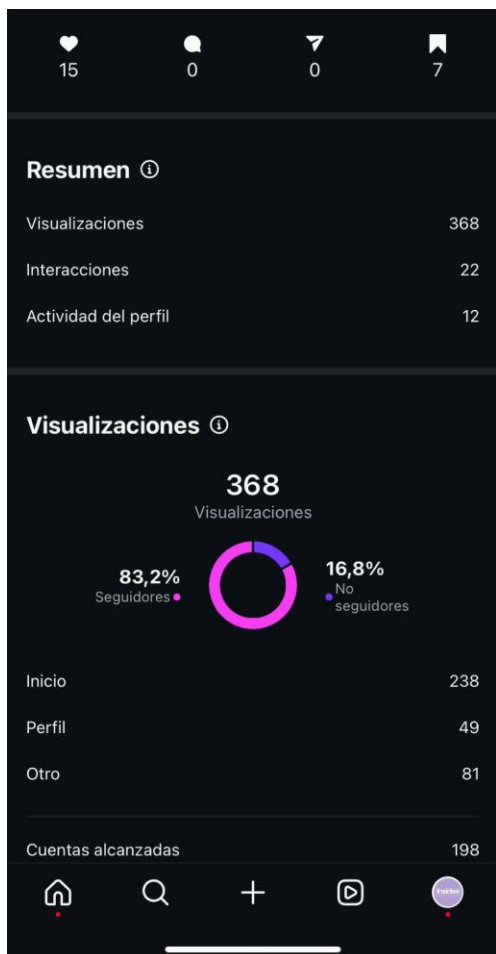 15 0 0 7
Resumen
Visualizaciones 368
Interacciones 22
Actividad del perfil 12
Visualizaciones
368
Visualizaciones
83,2% 16,8%
Seguidores No
seguidores
Inicio 238
Perfil 49
Otro 81
Cuentas alcanzadas 198